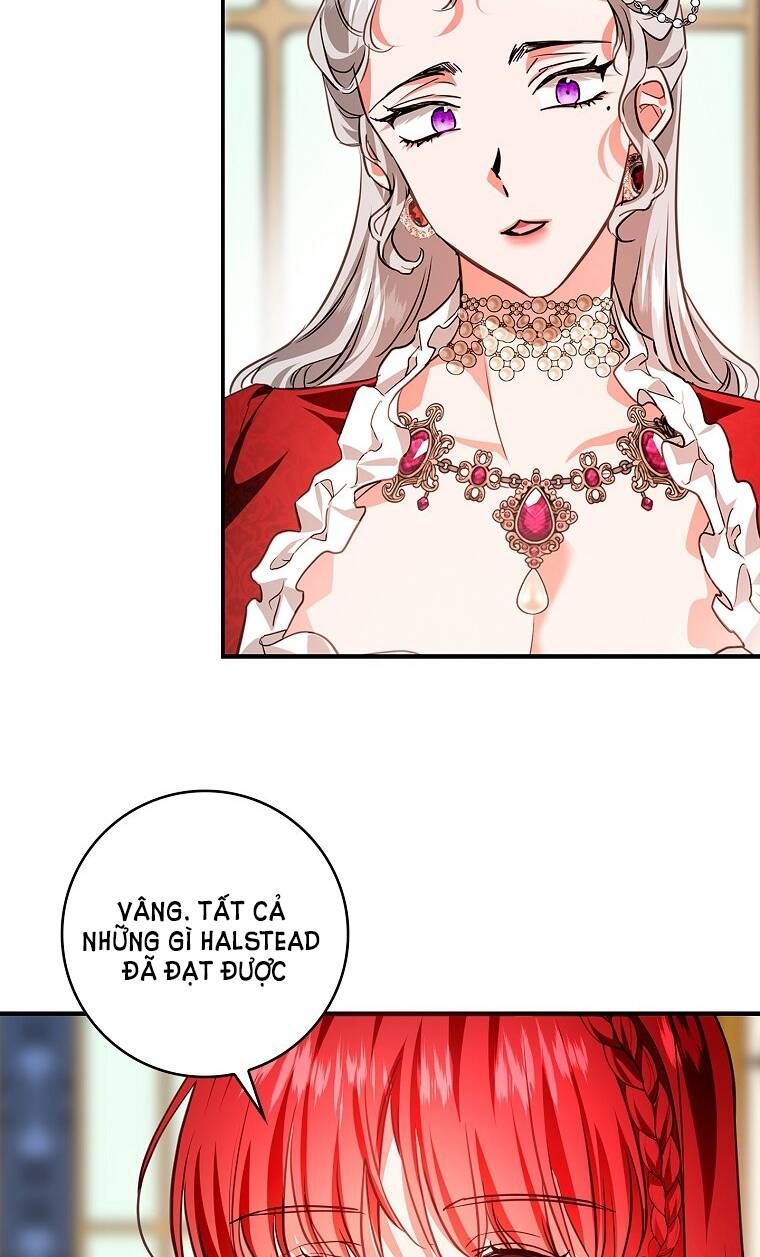 VÂNG. TẤT CẢ
NHỮNG GÌ HALSTEAD
ĐÃ ĐẠT ĐƯỢC